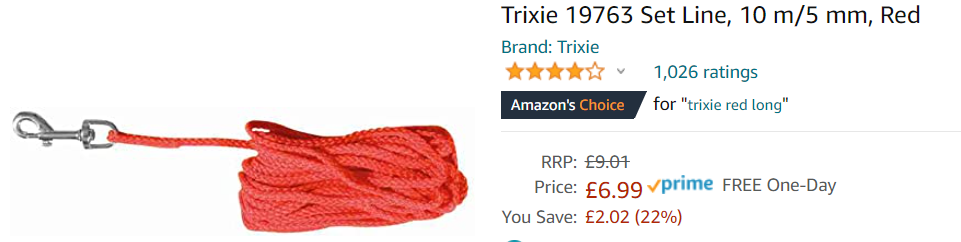 Trixie 19763 Set Line, 10 m/5 mm, Red
Brand: Trixie
1,026 ratings
Amazon's Choice for "trixie red long"
RRP: £9.01
Price: £6.99 prime FREE One-Day
You Save: £2.02 (22%)